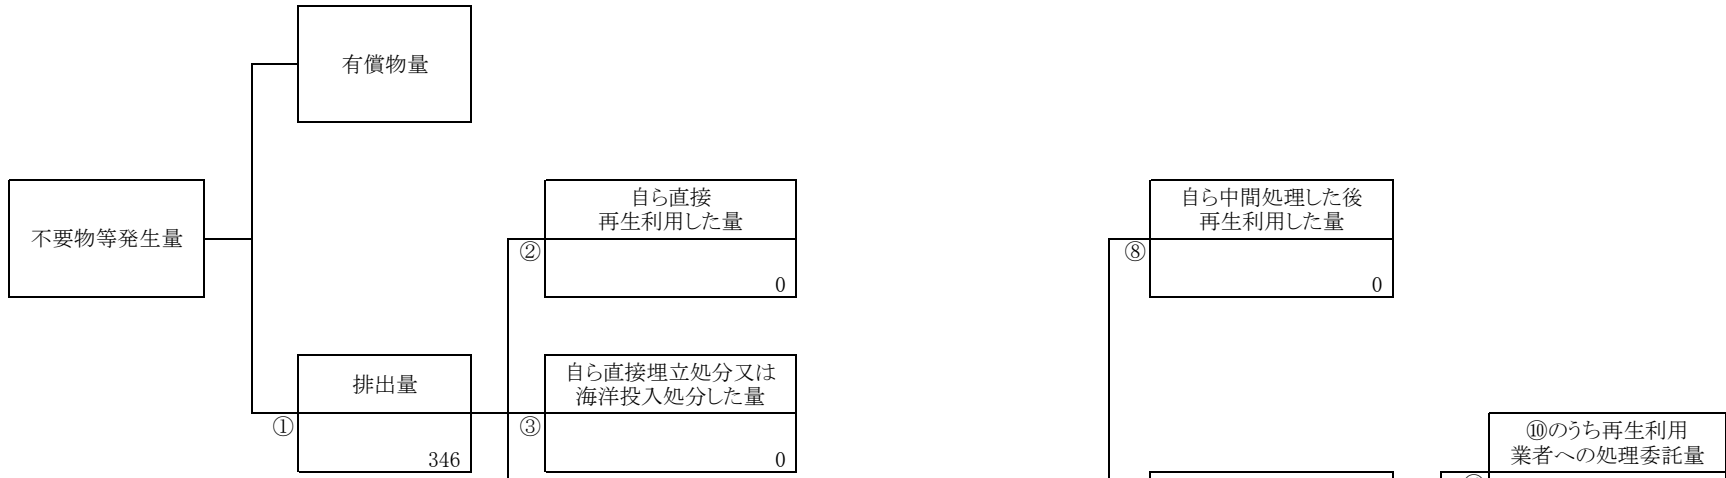 有償物量
不要物等発生量
自ら直接
再生利用した量
②
0
自ら中間処理した後
再生利用した量
⑧
0
排出量
①
346
自ら直接埋立処分又は
海洋投入処分した量
③
0
⑩のうち再生利用
業者への処理委託量